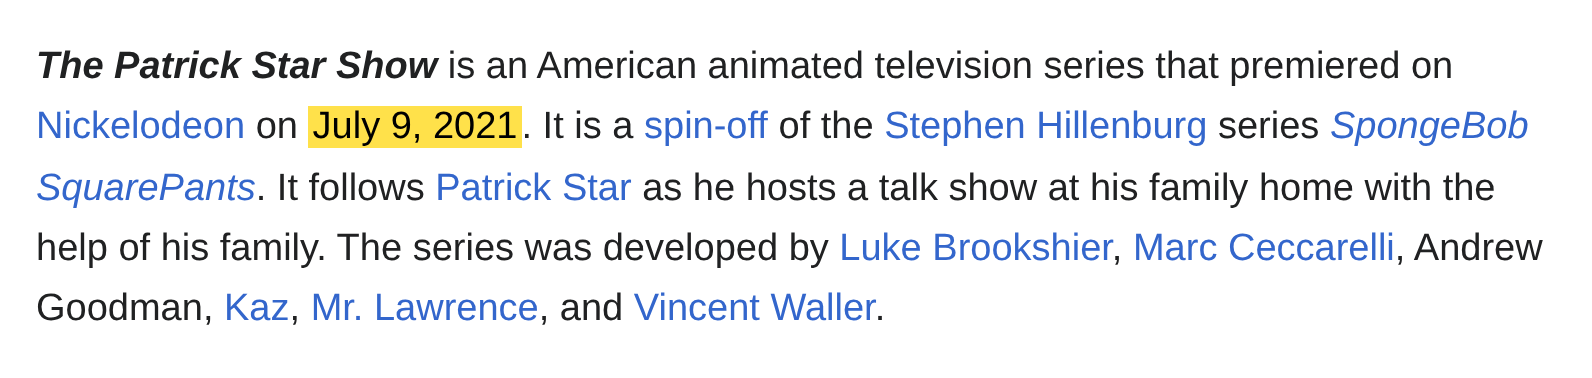 The Patrick Star Show is an American animated television series that premiered on
Nickelodeon on July 9, 2021. It is a spin-off of the Stephen Hillenburg series SpongeBob
SquarePants. It follows Patrick Star as he hosts a talk show at his family home with the
help of his family. The series was developed by Luke Brookshier, Marc Ceccarelli, Andrew
Goodman, Kaz, Mr. Lawrence, and Vincent Waller.